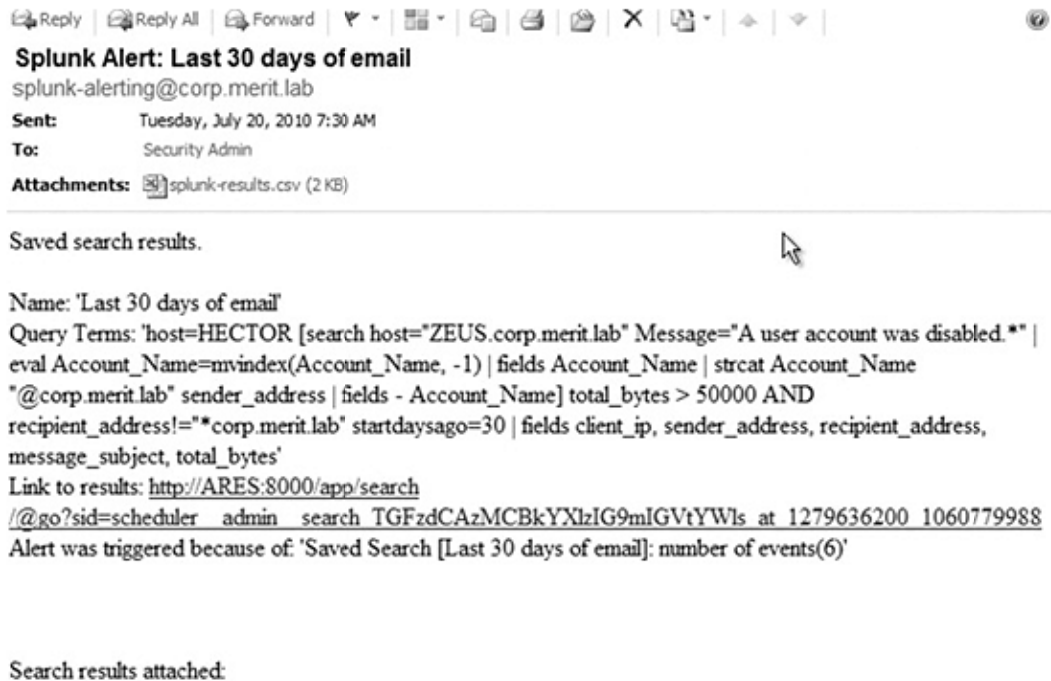 Reply Reply All Forward
Splunk Alert: Last 30 days of email
splunk-alerting@corp.merit.lab
Sent: Tuesday, July 20, 2010 7:30 AM
To: Security Admin
Attachments: splunk-results.csv (2 KB)
Saved search results.
Name: 'Last 30 days of email'
Query Terms: 'host=HECTOR [search host="ZEUS.corp.merit.lab" Message="A user account was disabled.*" |
eval Account_Name=mvindex(Account_Name, -1) | fields Account_Name | strcat Account_Name
"@corp.merit.lab" sender_address | fields - Account_Name] total_bytes > 50000 AND
recipient_address!="*corp.merit.lab" startdaysago=30 | fields client_ip, sender_address, recipient_address,
message_subject, total_bytes'
Link to results: http://ARES:8000/app/search
/@go?sid=scheduler__admin__search_TGFzdCAzMCBkYXlzIG9mIGVtYWls_at_1279636200_1060779988
Alert was triggered because of: 'Saved Search [Last 30 days of email]: number of events(6)'
Search results attached: